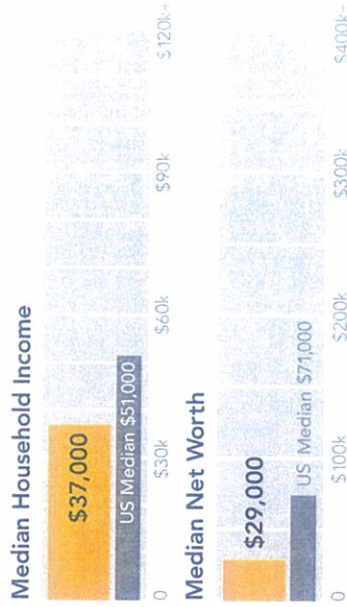 Median Household Income
$37,000
US Median $51,000
0 $30k $60k $90k $120k+
Median Net Worth
$29,000
US Median $71,000
0 $100k $200k $300k $400k+